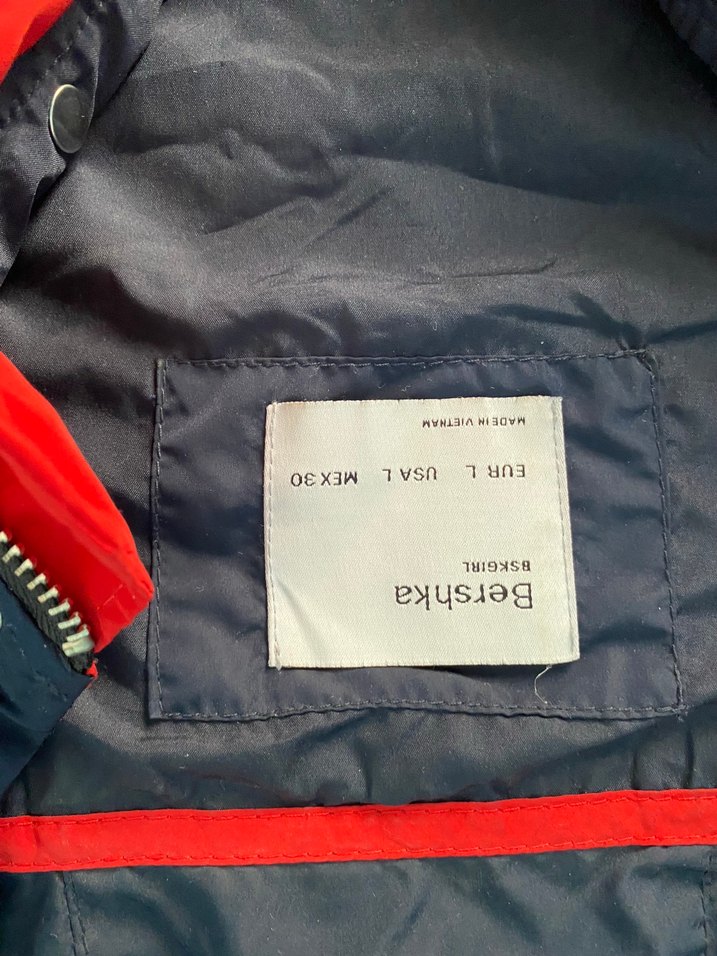 Bershka
BSKGIRL
EUR L USA L MEX 30
MADE IN VIETNAM